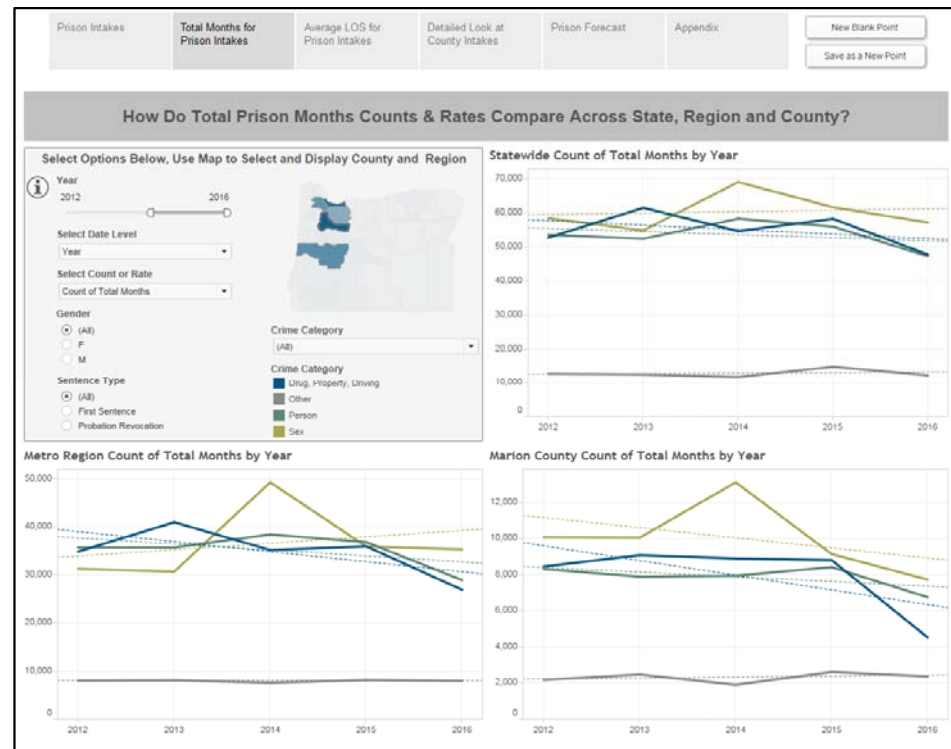 Prison Intakes
Total Months for
Prison Intakes
Average LOS for
Prison Intakes
Detailed Look at
County Intakes
Prison Forecast
Appendix
New Blank Point
Save as a New Point
How Do Total Prison Months Counts & Rates Compare Across State, Region and County?
Select Options Below, Use Map to Select and Display County and Region
i
Year
2012 2016
Select Date Level
Year
Select Count or Rate
Count of Total Months
Gender
(All)
F
M
Sentence Type
(All)
First Sentence
Probation Revocation
Crime Category
(All)
Crime Category
Drug, Property, Driving
Other
Person
Sex
Statewide Count of Total Months by Year
70,000
60,000
50,000
40,000
30,000
20,000
10,000
0
2012 2013 2014 2015 2016
Metro Region Count of Total Months by Year
50,000
40,000
30,000
20,000
10,000
0
2012 2013 2014 2015 2016
Marion County Count of Total Months by Year
12,000
10,000
8,000
6,000
4,000
2,000
0
2012 2013 2014 2015 2016